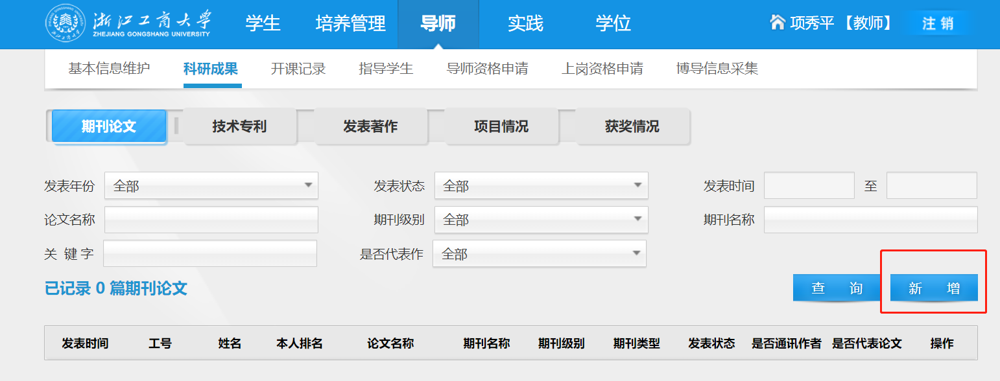 浙江工商大学
ZHEJIANG GONGSHANG UNIVERSITY
学生 培养管理 导师 实践 学位
项秀平 【教师】 注 销
基本信息维护 科研成果 开课记录 指导学生 导师资格申请 上岗资格申请 博导信息采集
期刊论文 技术专利 发表著作 项目情况 获奖情况
发表年份 全部 发表状态 全部 发表时间 至
论文名称 期刊级别 全部 期刊名称
关 键 字 是否代表作 全部
已记录 0 篇期刊论文 查 询 新 增
发表时间 工号 姓名 本人排名 论文名称 期刊名称 期刊级别 期刊类型 发表状态 是否通讯作者 是否代表论文 操作